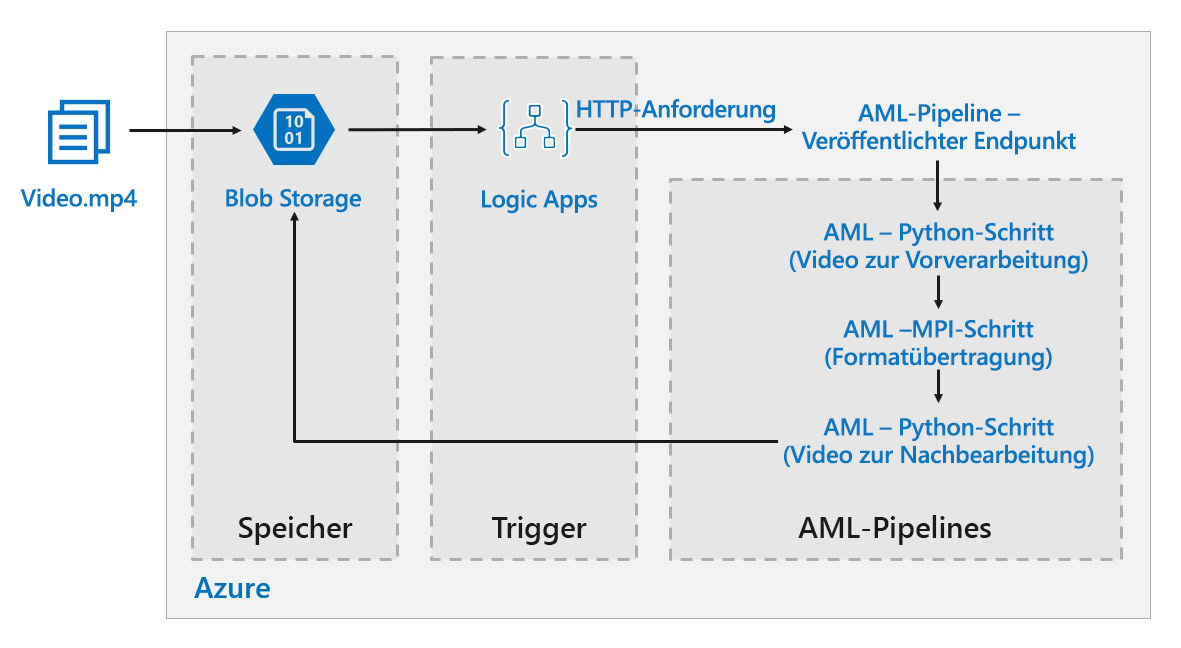 Video.mp4
10
01
Blob Storage
Logic Apps
HTTP-Anforderung
AML-Pipeline –
Veröffentlichter Endpunkt
AML – Python-Schritt
(Video zur Vorverarbeitung)
AML –MPI-Schritt
(Formatübertragung)
AML – Python-Schritt
(Video zur Nachbearbeitung)
Speicher
Trigger
AML-Pipelines
Azure